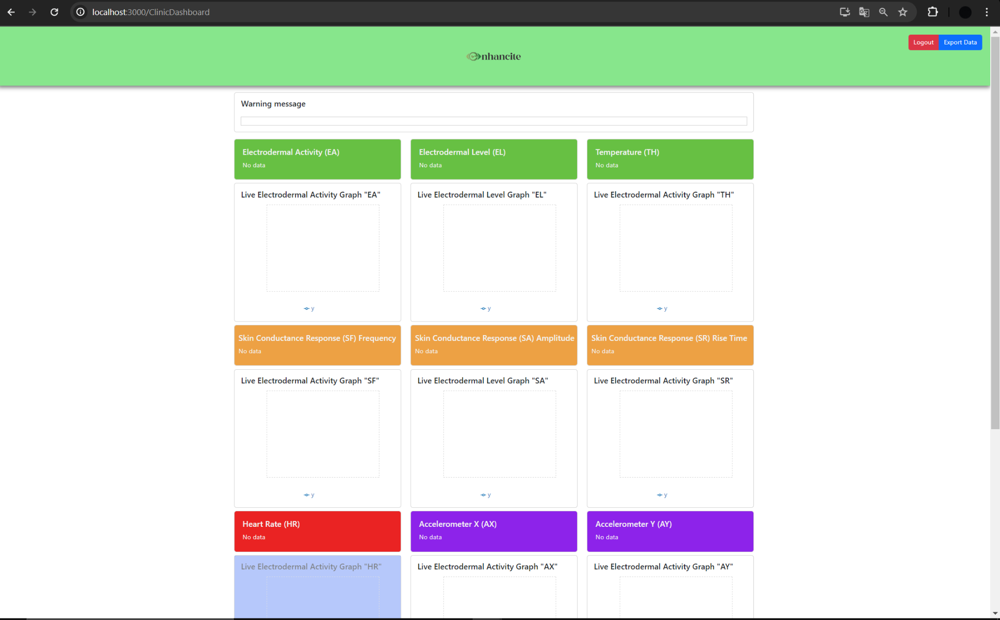 localhost:3000/ClinicDashboard
Logout Export Data
nhancite
Warning message
Electrodermal Activity (EA)
No data
Electrodermal Level (EL)
No data
Temperature (TH)
No data
Live Electrodermal Activity Graph "EA"
y
Live Electrodermal Level Graph "EL"
y
Live Electrodermal Activity Graph "TH"
y
Skin Conductance Response (SF) Frequency
No data
Skin Conductance Response (SA) Amplitude
No data
Skin Conductance Response (SR) Rise Time
No data
Live Electrodermal Activity Graph "SF"
y
Live Electrodermal Level Graph "SA"
y
Live Electrodermal Activity Graph "SR"
y
Heart Rate (HR)
No data
Accelerometer X (AX)
No data
Accelerometer Y (AY)
No data
Live Electrodermal Activity Graph "HR"
Live Electrodermal Activity Graph "AX"
Live Electrodermal Activity Graph "AY"